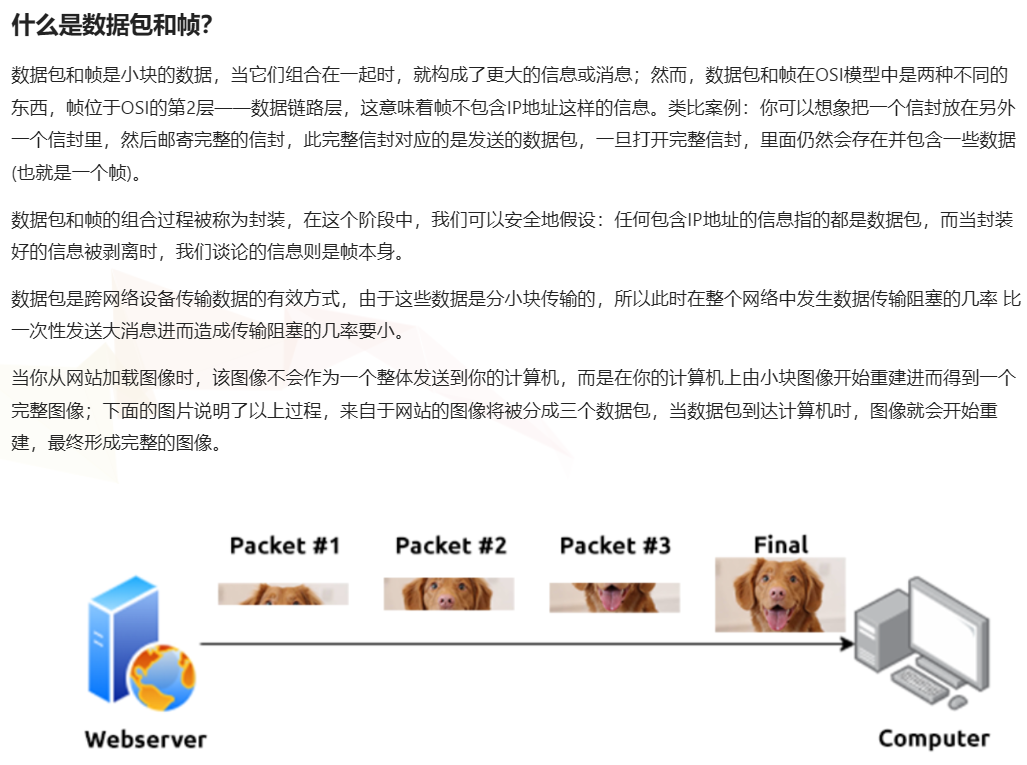 什么是数据包和帧？
数据包和帧是小块的数据，当它们组合在一起时，就构成了更大的信息或消息；然而，数据包和帧在OSI模型中是两种不同的
东西，帧位于OSI的第2层——数据链路层，这意味着帧不包含IP地址这样的信息。类比案例：你可以想象把一个信封放在另外
一个信封里，然后邮寄完整的信封，此完整信封对应的是发送的数据包，一旦打开完整信封，里面仍然会存在并包含一些数据
(也就是一个帧)。
数据包和帧的组合过程被称为封装，在这个阶段中，我们可以安全地假设：任何包含IP地址的信息指的都是数据包，而当封装
好的信息被剥离时，我们谈论的信息则是帧本身。
数据包是跨网络设备传输数据的有效方式，由于这些数据是分小块传输的，所以此时在整个网络中发生数据传输阻塞的几率 比
一次性发送大消息进而造成传输阻塞的几率要小。
当你从网站加载图像时，该图像不会作为一个整体发送到你的计算机，而是在你的计算机上由小块图像开始重建进而得到一个
完整图像；下面的图片说明了以上过程，来自于网站的图像将被分成三个数据包，当数据包到达计算机时，图像就会开始重
建，最终形成完整的图像。
Packet #1 Packet #2 Packet #3 Final
Webserver Computer